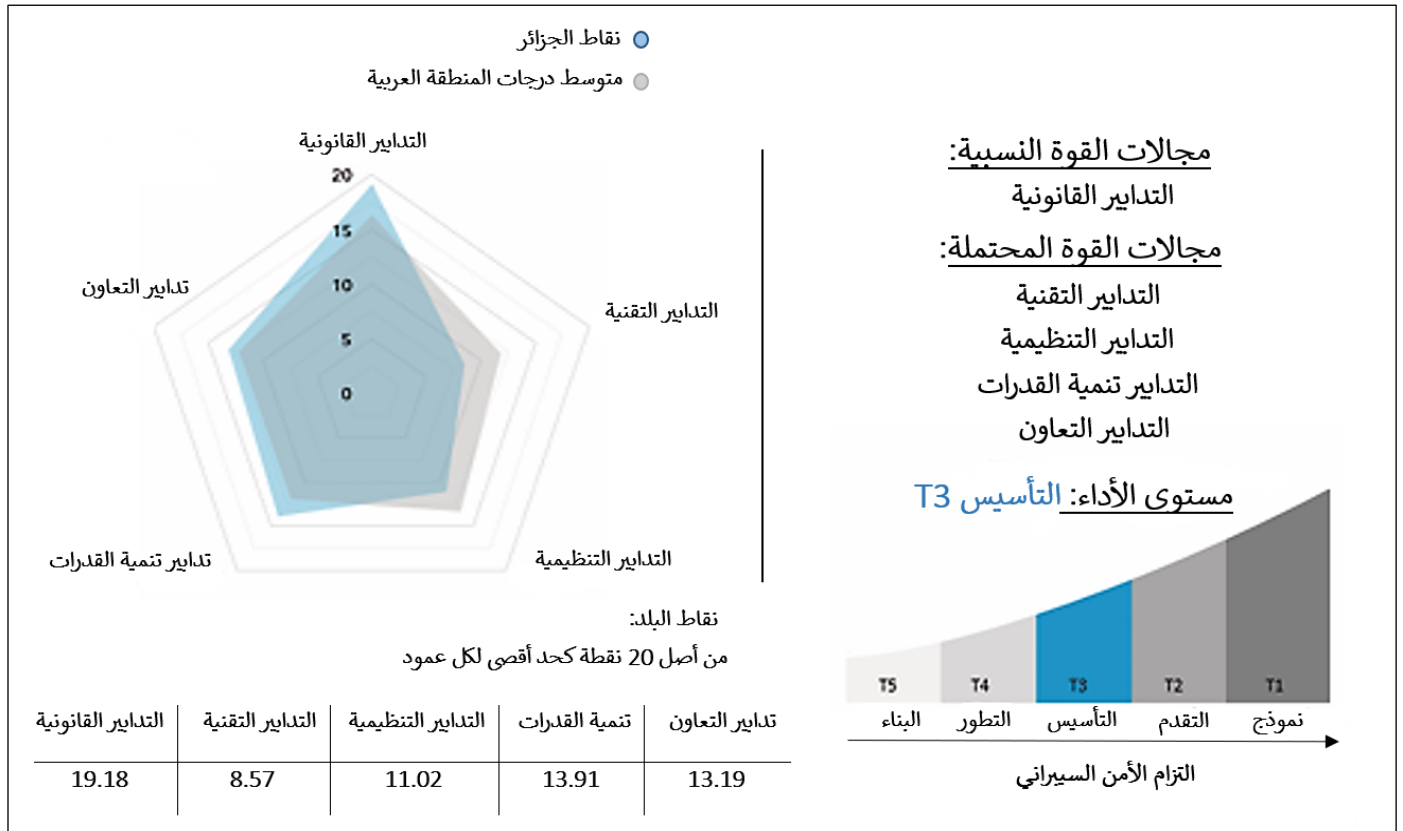 نقاط الجزائر
متوسط درجات المنطقة العربية
التدابير القانونية
20
15
10
5
0
تدابير التعاون
التدابير التقنية
تدابير تنمية القدرات
التدابير التنظيمية
مجالات القوة النسبية:
التدابير القانونية
مجالات القوة المحتملة:
التدابير التقنية
التدابير التنظيمية
التدابير تنمية القدرات
التدابير التعاون
مستوى الأداء: التأسيس T3
T5 T4 T3 T2 T1
البناء التطور التأسيس التقدم نموذج
التزام الأمن السيبراني
نقاط البلد:
من أصل 20 نقطة كحد أقصى لكل عمود
تدابير التعاون تنمية القدرات التدابير التنظيمية التدابير التقنية التدابير القانونية
13.19 13.91 11.02 8.57 19.18